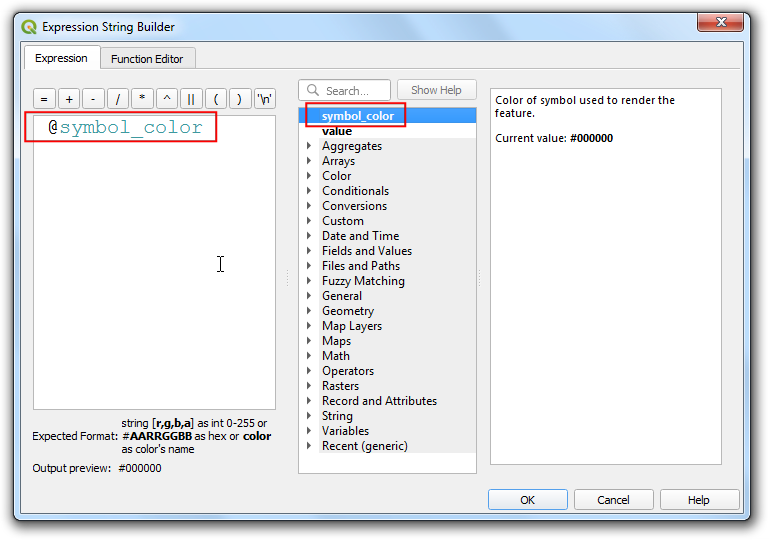 Expression String Builder
Expression
Function Editor
= + - / * ^ || ( ) '\n'
@symbol_color
Expected Format:
string [r,g,b,a] as int 0-255 or
#AARRGGBB as hex or color
as color's name
Output preview: #000000
Search...
Show Help
symbol_color
value
Aggregates
Arrays
Color
Conditionals
Conversions
Custom
Date and Time
Fields and Values
Files and Paths
Fuzzy Matching
General
Geometry
Map Layers
Maps
Math
Operators
Rasters
Record and Attributes
String
Variables
Recent (generic)
Color of symbol used to render the
feature.
Current value: #000000
OK
Cancel
Help